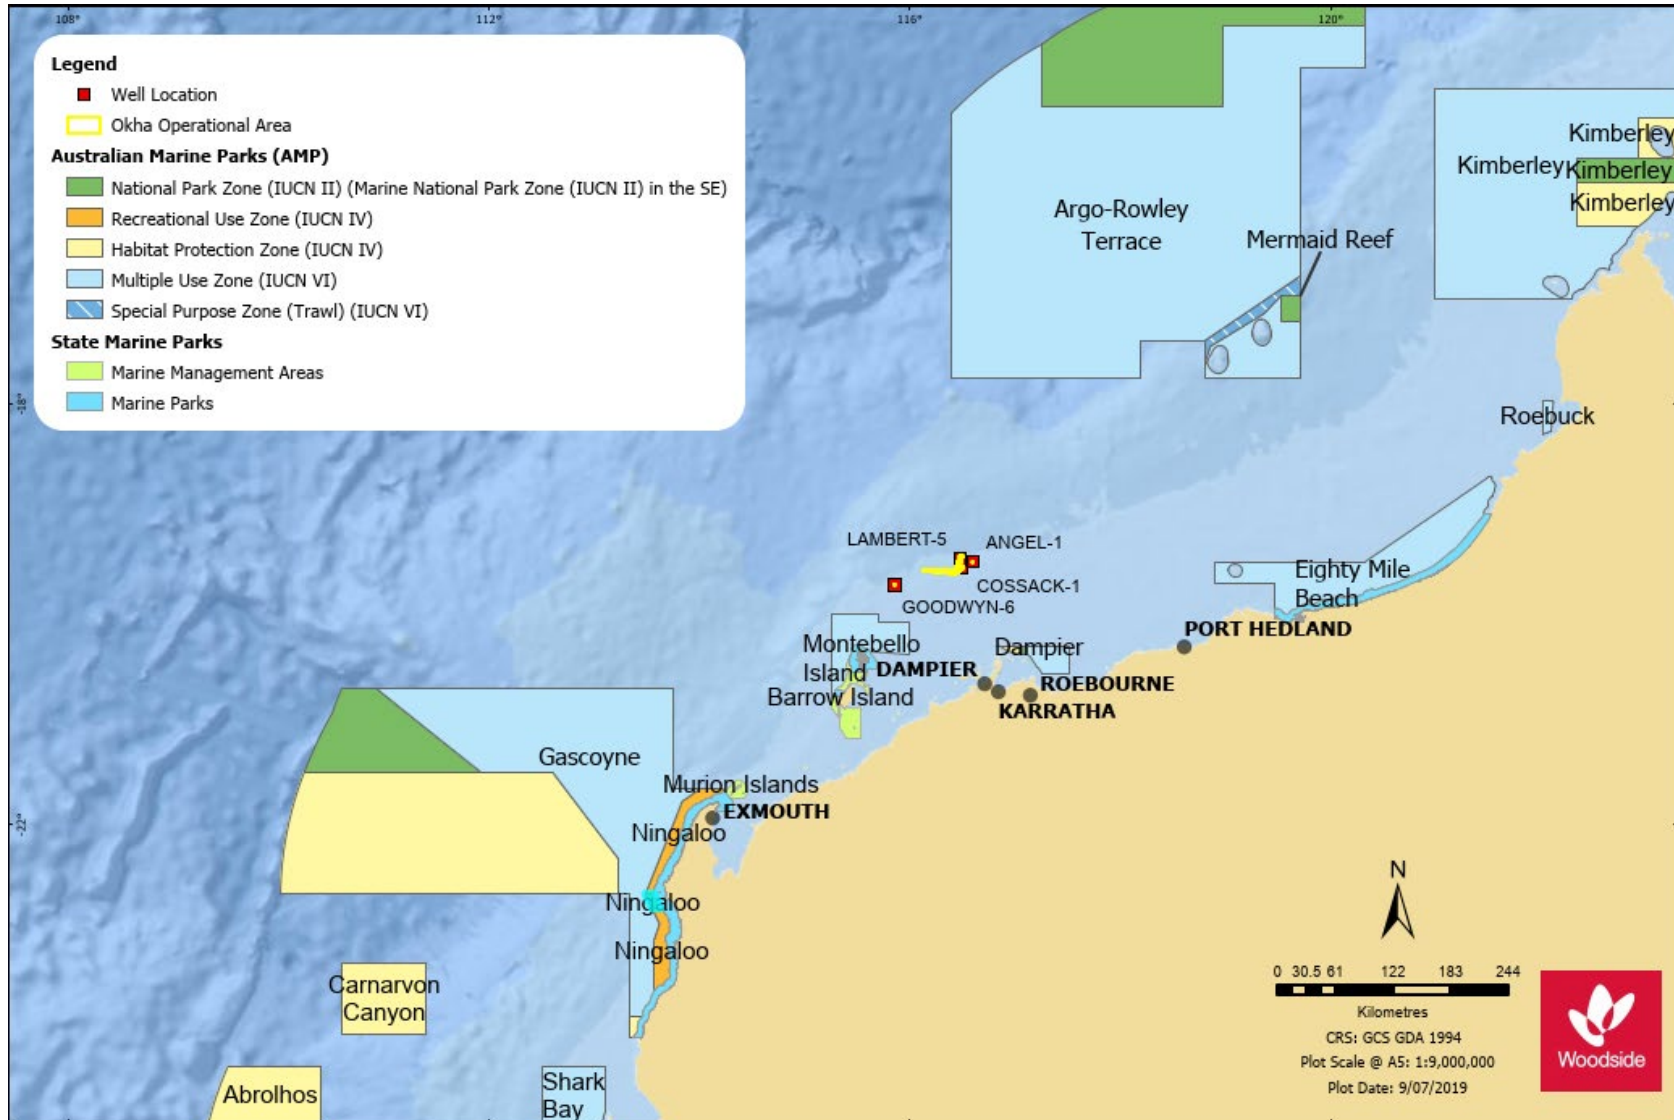 108°
112°
116°
120°
Legend
Well Location
Okha Operational Area
Australian Marine Parks (AMP)
National Park Zone (IUCN II) (Marine National Park Zone (IUCN II) in the SE)
Recreational Use Zone (IUCN IV)
Habitat Protection Zone (IUCN IV)
Multiple Use Zone (IUCN VI)
Special Purpose Zone (Trawl) (IUCN VI)
State Marine Parks
Marine Management Areas
Marine Parks
Kimberley
Kimberley
Kimberley
Kimberley
Argo-Rowley
Terrace
Mermaid Reef
-18°
Roebuck
LAMBERT-5
ANGEL-1
COSSACK-1
GOODWYN-6
Eighty Mile
Beach
PORT HEDLAND
Montebello
Island
Barrow Island
Dampier
DAMPIER
ROEBOURNE
KARRATHA
Gascoyne
Murion Islands
EXMOUTH
-22°
Ningaloo
Ningaloo
Ningaloo
Carnarvon
Canyon
Abrolhos
Shark
Bay
N
0 30.5 61 122 183 244
Kilometres
CRS: GCS GDA 1994
Plot Scale @ A5: 1:9,000,000
Plot Date: 9/07/2019
Woodside